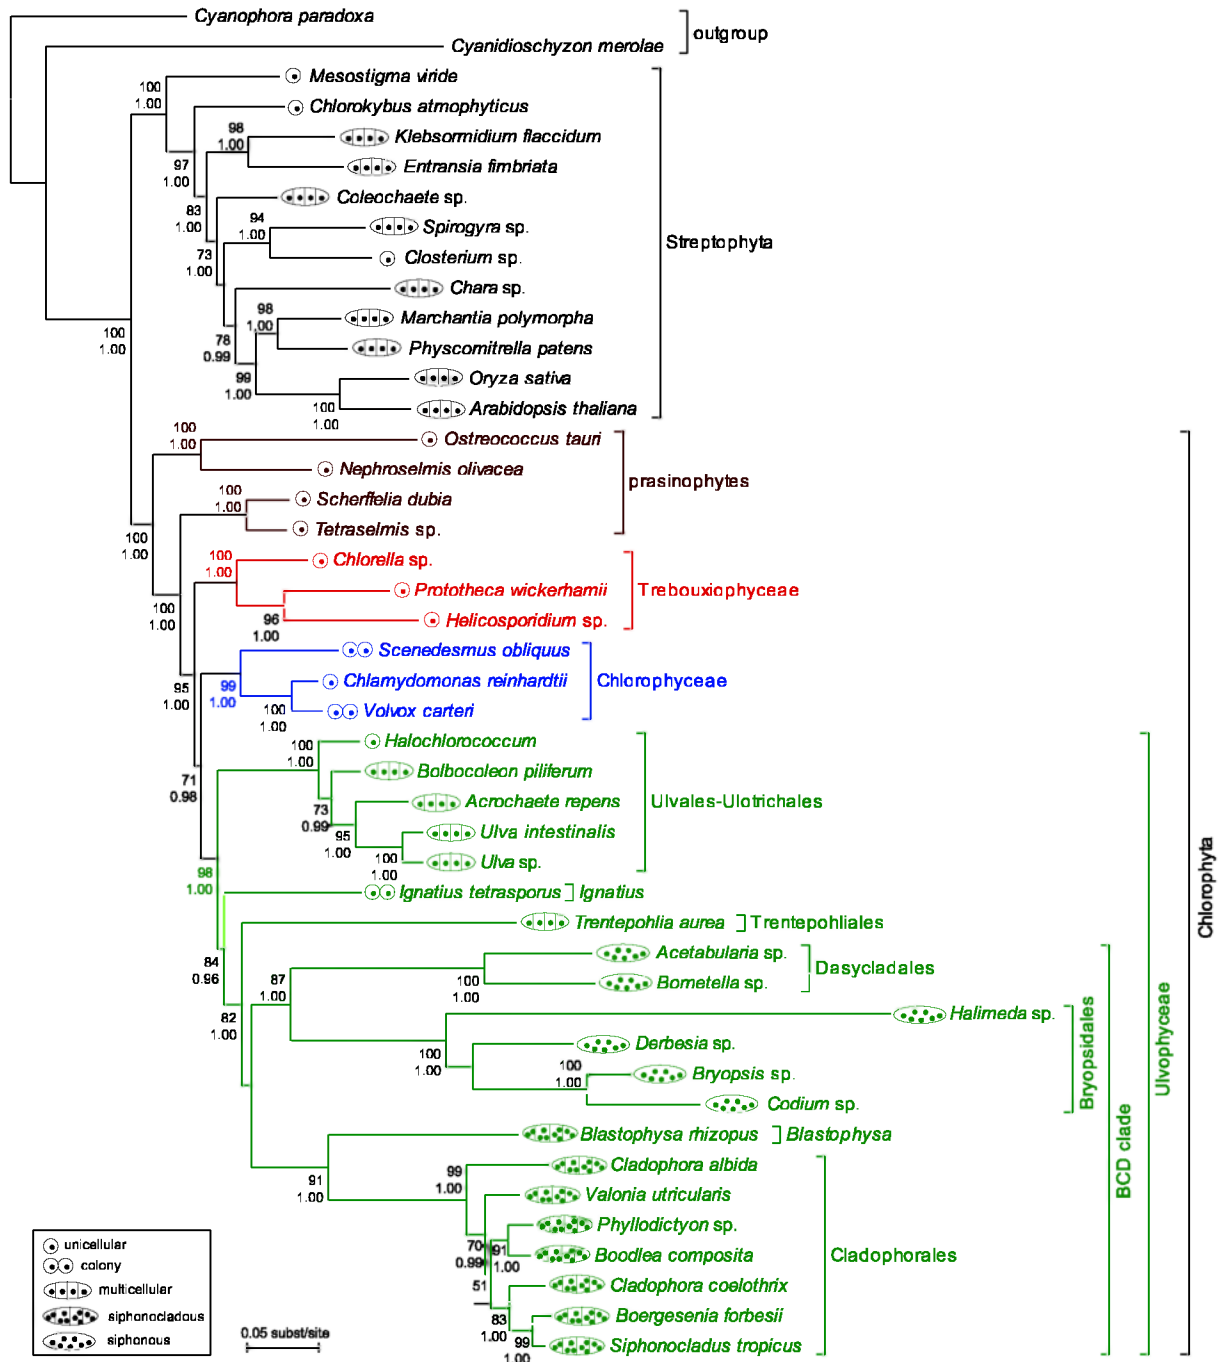 Cyanophora paradoxa
outgroup
Cyanidioschyzon merolae
Mesostigma viride
100
1.00
Chlorokybus atmophyticus
98
1.00
Klebsormidium flaccidum
97
1.00
Entransia fimbriata
Coleochaete sp.
83
1.00
94
1.00
Spirogyra sp.
Streptophyta
73
1.00
Closterium sp.
Chara sp.
98
1.00
Marchantia polymorpha
100
1.00
78
0.99
Physcomitrella patens
99
1.00
Oryza sativa
100
1.00
Arabidopsis thaliana
100
1.00
Ostreococcus tauri
Nephroselmis olivacea
prasinophytes
100
1.00
Scherffelia dubia
100
1.00
Tetraselmis sp.
100
1.00
Chlorella sp.
Prototheca wickerhamii
Trebouxiophyceae
100
1.00
96
1.00
Helicosporidium sp.
Scenedesmus obliquus
95
1.00
99
1.00
Chlamydomonas reinhardtii
Chlorophyceae
100
1.00
Volvox carteri
100
1.00
Halochlorococcum
71
0.98
Bolbocoleon piliferum
73
0.99
Acrochaete repens
Ulvales-Ulotrichales
95
1.00
Ulva intestinalis
100
1.00
Ulva sp.
98
1.00
Ignatius tetrasporus
Ignatius
Trentepohlia aurea
Trentepohliales
84
0.96
87
1.00
Acetabularia sp.
Dasycladales
100
1.00
Bornetella sp.
82
1.00
Halimeda sp.
100
1.00
Derbesia sp.
100
1.00
Bryopsis sp.
Codium sp.
Bryopsidales
Blastophysa rhizopus
Blastophysa
91
1.00
99
1.00
Cladophora albida
Valonia utricularis
Phyllodictyon sp.
70
0.99
91
1.00
Boodlea composita
Cladophorales
51
Cladophora coelothrix
83
1.00
Boergesenia forbesii
99
1.00
Siphonocladus tropicus
BCD clade
Ulvophyceae
Chlorophyta
unicellular
colony
multicellular
siphonocladous
siphonous
0.05 subst/site